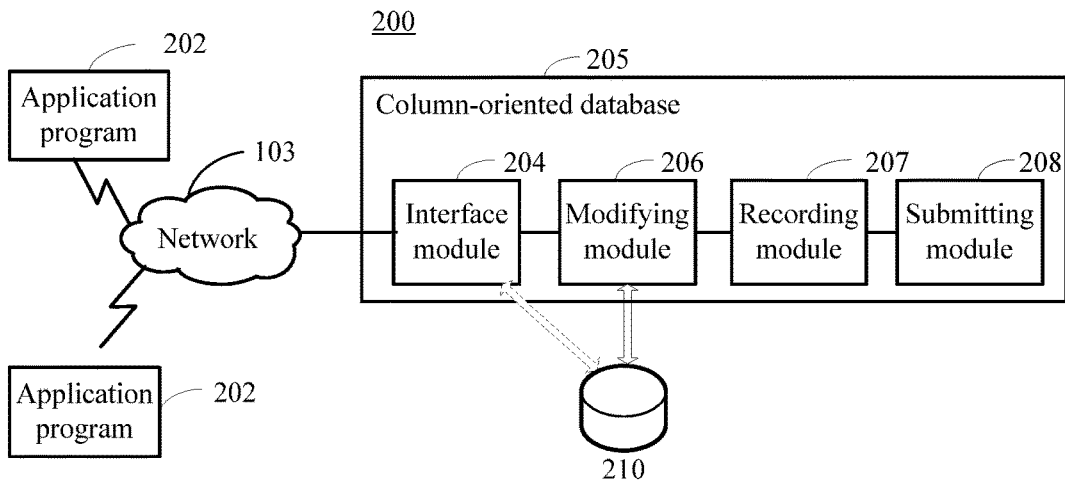 200
202
Application
program
103
Network
205
Column-oriented database
204
Interface
module
206
Modifying
module
207
Recording
module
208
Submitting
module
Application
program
202
210